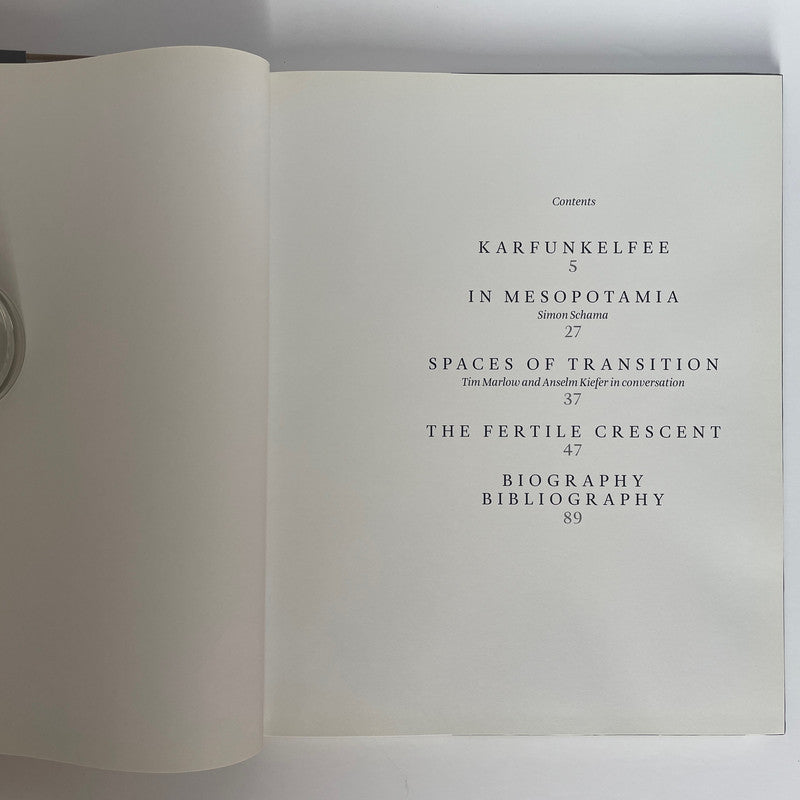 Contents
KARFUNKELFEE
5
IN MESOPOTAMIA
Simon Schama
27
SPACES OF TRANSITION
Tim Marlow and Anselm Kiefer in conversation
37
THE FERTILE CRESCENT
47
BIOGRAPHY
BIBLIOGRAPHY
89